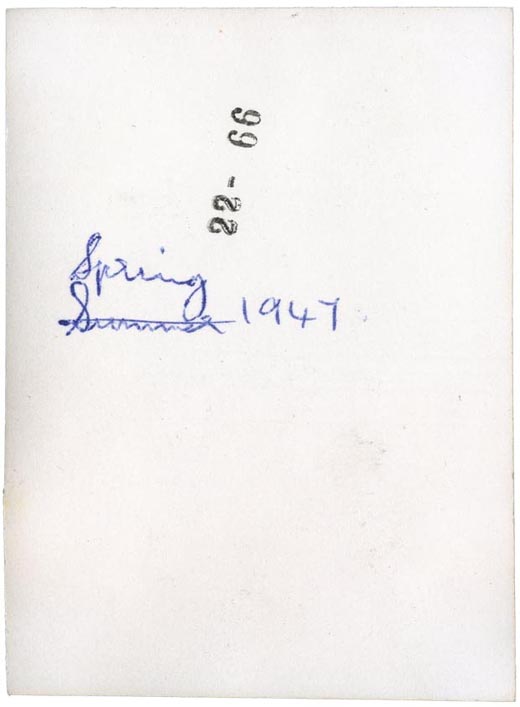 22- 66
Spring
Summer 1947.